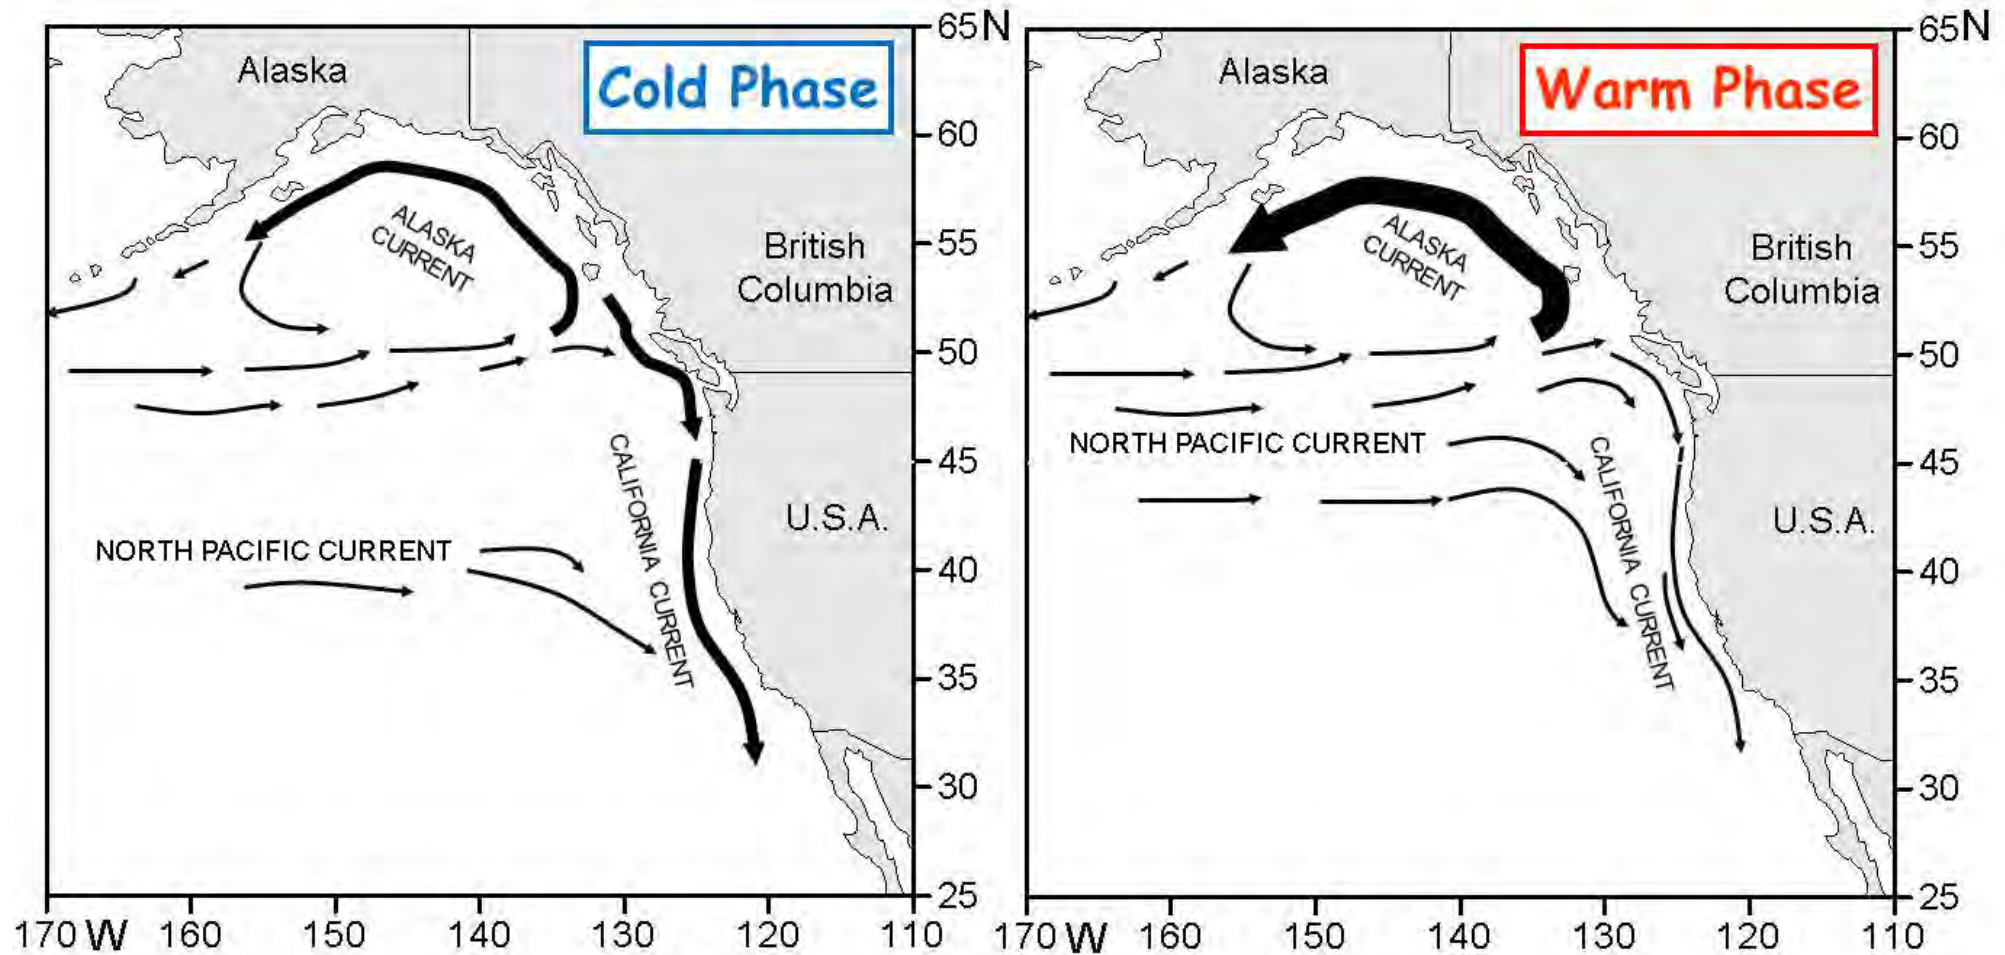 Cold Phase
Alaska
65N
60
55
50
45
40
35
30
25
ALASKA
CURRENT
British
Columbia
U.S.A.
NORTH PACIFIC CURRENT
CALIFORNIA CURRENT
170 W
160
150
140
130
120
110
Warm Phase
Alaska
65N
60
55
50
45
40
35
30
25
ALASKA
CURRENT
British
Columbia
U.S.A.
NORTH PACIFIC CURRENT
CALIFORNIA CURRENT
170 W
160
150
140
130
120
110